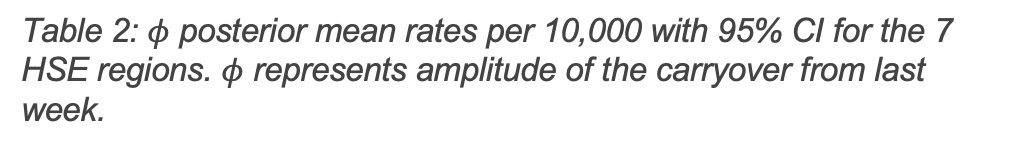 Table 2: ϕ posterior mean rates per 10,000 with 95% CI for the 7
HSE regions. ϕ represents amplitude of the carryover from last
week.